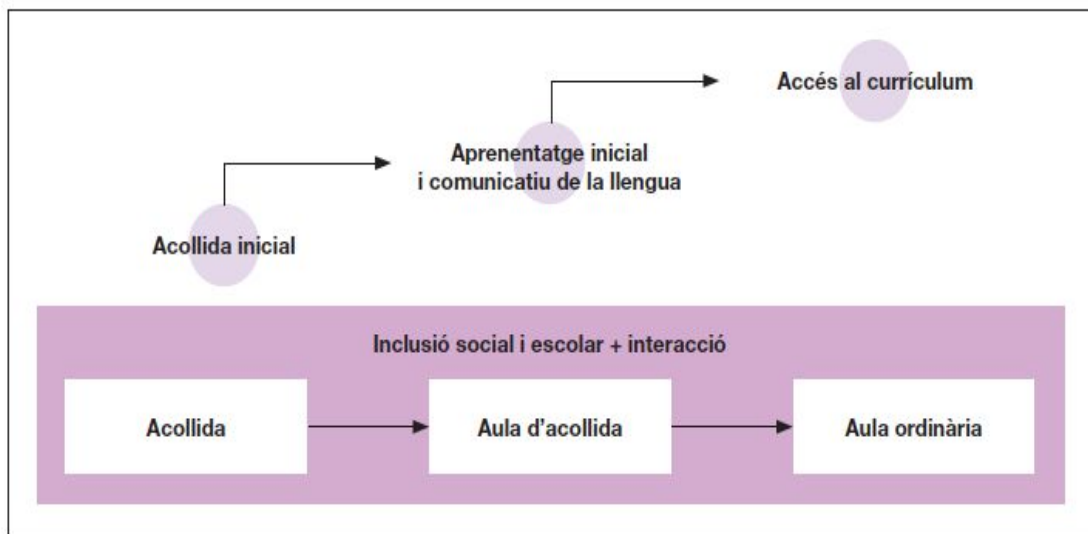 Accés al currículum
Aprenentatge inicial
i comunicatiu de la llengua
Acollida inicial
Inclusió social i escolar + interacció
Acollida
Aula d'acollida
Aula ordinària